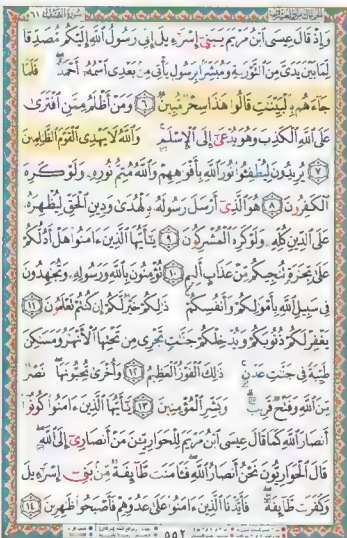 سورة الصف ٦١
وَإِذْ قَالَ عِيسَى ٱبْنُ مَرْيَمَ يَـٰبَنِىٓ إِسْرَٰٓءِيلَ إِنِّى رَسُولُ ٱللَّهِ إِلَيْكُم مُّصَدِّقًا
لِّمَا بَيْنَ يَدَىَّ مِنَ ٱلتَّوْرَىٰةِ وَمُبَشِّرًۢا بِرَسُولٍ يَأْتِى مِنۢ بَعْدِى ٱسْمُهُۥٓ أَحْمَدُ ۖ فَلَمَّا
جَآءَهُم بِٱلْبَيِّنَـٰتِ قَالُوا۟ هَـٰذَا سِحْرٌ مُّبِينٌ ٦ وَمَنْ أَظْلَمُ مِمَّنِ ٱفْتَرَىٰ
عَلَى ٱللَّهِ ٱلْكَذِبَ وَهُوَ يُدْعَىٰٓ إِلَى ٱلْإِسْلَـٰمِ ۚ وَٱللَّهُ لَا يَهْدِى ٱلْقَوْمَ ٱلظَّـٰلِمِينَ
٧ يُرِيدُونَ لِيُطْفِـُٔوا۟ نُورَ ٱللَّهِ بِأَفْوَٰهِهِمْ وَٱللَّهُ مُتِمُّ نُورِهِۦ وَلَوْ كَرِهَ
ٱلْكَـٰفِرُونَ ٨ هُوَ ٱلَّذِىٓ أَرْسَلَ رَسُولَهُۥ بِٱلْهُدَىٰ وَدِينِ ٱلْحَقِّ لِيُظْهِرَهُۥ
عَلَى ٱلدِّينِ كُلِّهِۦ وَلَوْ كَرِهَ ٱلْمُشْرِكُونَ ٩ يَـٰٓأَيُّهَا ٱلَّذِينَ ءَامَنُوا۟ هَلْ أَدُلُّكُمْ
عَلَىٰ تِجَـٰرَةٍ تُنجِيكُم مِّنْ عَذَابٍ أَلِيمٍ ١٠ تُؤْمِنُونَ بِٱللَّهِ وَرَسُولِهِۦ وَتُجَـٰهِدُونَ
فِى سَبِيلِ ٱللَّهِ بِأَمْوَٰلِكُمْ وَأَنفُسِكُمْ ۚ ذَٰلِكُمْ خَيْرٌ لَّكُمْ إِن كُنتُمْ تَعْلَمُونَ ١١
يَغْفِرْ لَكُمْ ذُنُوبَكُمْ وَيُدْخِلْكُمْ جَنَّـٰتٍ تَجْرِى مِن تَحْتِهَا ٱلْأَنْهَـٰرُ وَمَسَـٰكِنَ
طَيِّبَةً فِى جَنَّـٰتِ عَدْنٍ ۚ ذَٰلِكَ ٱلْفَوْزُ ٱلْعَظِيمُ ١٢ وَأُخْرَىٰ تُحِبُّونَهَا ۖ نَصْرٌ
مِّنَ ٱللَّهِ وَفَتْحٌ قَرِيبٌ ۗ وَبَشِّرِ ٱلْمُؤْمِنِينَ ١٣ يَـٰٓأَيُّهَا ٱلَّذِينَ ءَامَنُوا۟ كُونُوٓا۟
أَنصَارَ ٱللَّهِ كَمَا قَالَ عِيسَى ٱبْنُ مَرْيَمَ لِلْحَوَارِيِّـۧنَ مَنْ أَنصَارِىٓ إِلَى ٱللَّهِ ۖ
قَالَ ٱلْحَوَارِيُّونَ نَحْنُ أَنصَارُ ٱللَّهِ ۖ فَـَٔامَنَت طَّآئِفَةٌ مِّنۢ بَنِىٓ إِسْرَٰٓءِيلَ
وَكَفَرَت طَّآئِفَةٌ ۖ فَأَيَّدْنَا ٱلَّذِينَ ءَامَنُوا۟ عَلَىٰ عَدُوِّهِمْ فَأَصْبَحُوا۟ ظَـٰهِرِينَ ١٤
٥٥٢